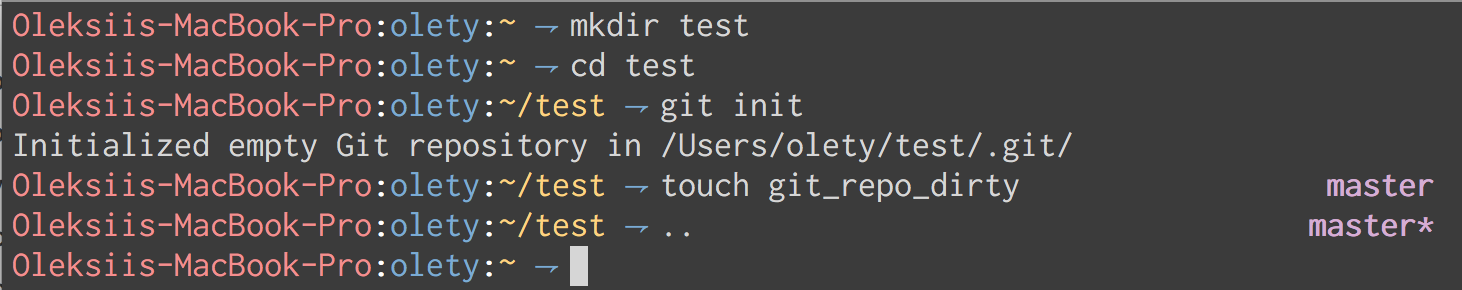 Oleksiis-MacBook-Pro:olety:~ → mkdir test
Oleksiis-MacBook-Pro:olety:~ → cd test
Oleksiis-MacBook-Pro:olety:~/test → git init
Initialized empty Git repository in /Users/olety/test/.git/
Oleksiis-MacBook-Pro:olety:~/test → touch git_repo_dirty master
Oleksiis-MacBook-Pro:olety:~/test → .. master*
Oleksiis-MacBook-Pro:olety:~ →